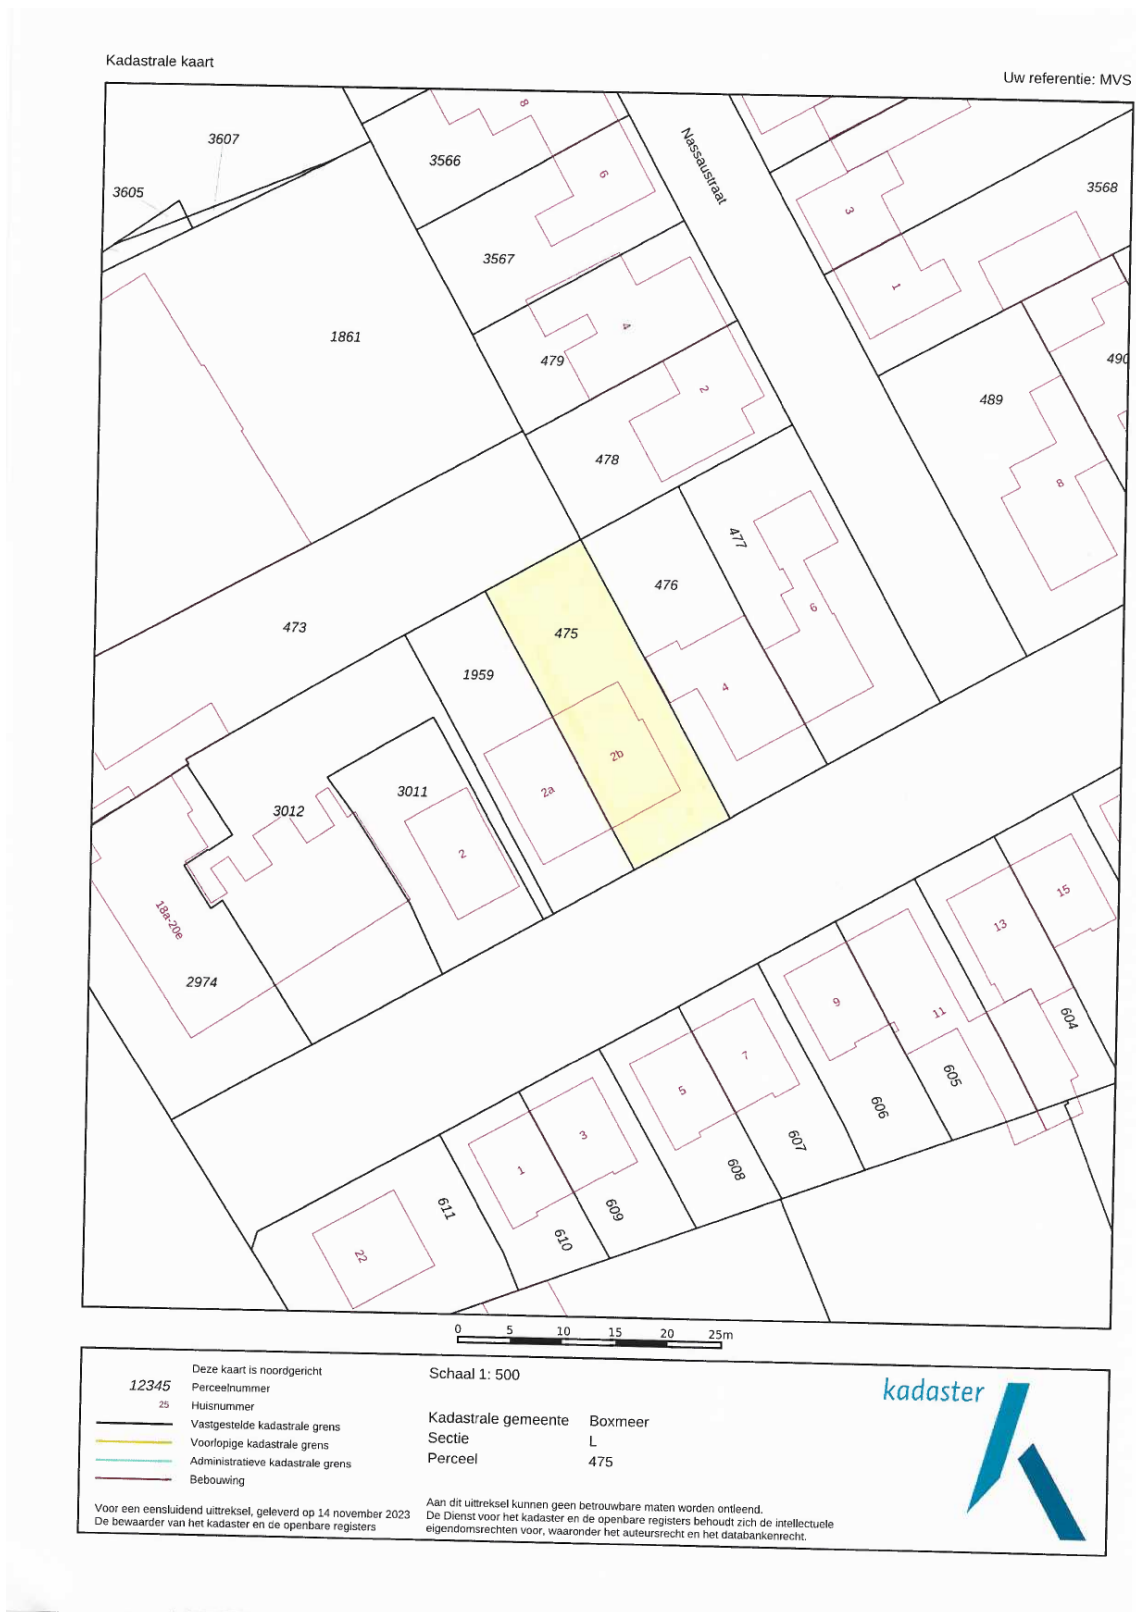 Kadastrale kaart
Uw referentie: MVS
8
3607
3566
Nassaustraat
6
3605
3568
3
3567
1
1861
4
479
490
2
489
478
8
477
476
6
473
475
1959
4
2b
2a
3011
3012
2
15
18a-20e
13
2974
9
11
604
7
5
605
606
3
607
1
608
611
609
610
22
0 5 10 15 20 25m
Deze kaart is noordgericht
12345 Perceelnummer
25 Huisnummer
Vastgestelde kadastrale grens
Voorlopige kadastrale grens
Administratieve kadastrale grens
Bebouwing
Voor een eensluidend uittreksel, geleverd op 14 november 2023
De bewaarder van het kadaster en de openbare registers
Schaal 1: 500
Kadastrale gemeente Boxmeer
Sectie L
Perceel 475
Aan dit uittreksel kunnen geen betrouwbare maten worden ontleend.
De Dienst voor het kadaster en de openbare registers behoudt zich de intellectuele
eigendomsrechten voor, waaronder het auteursrecht en het databankenrecht.
kadaster